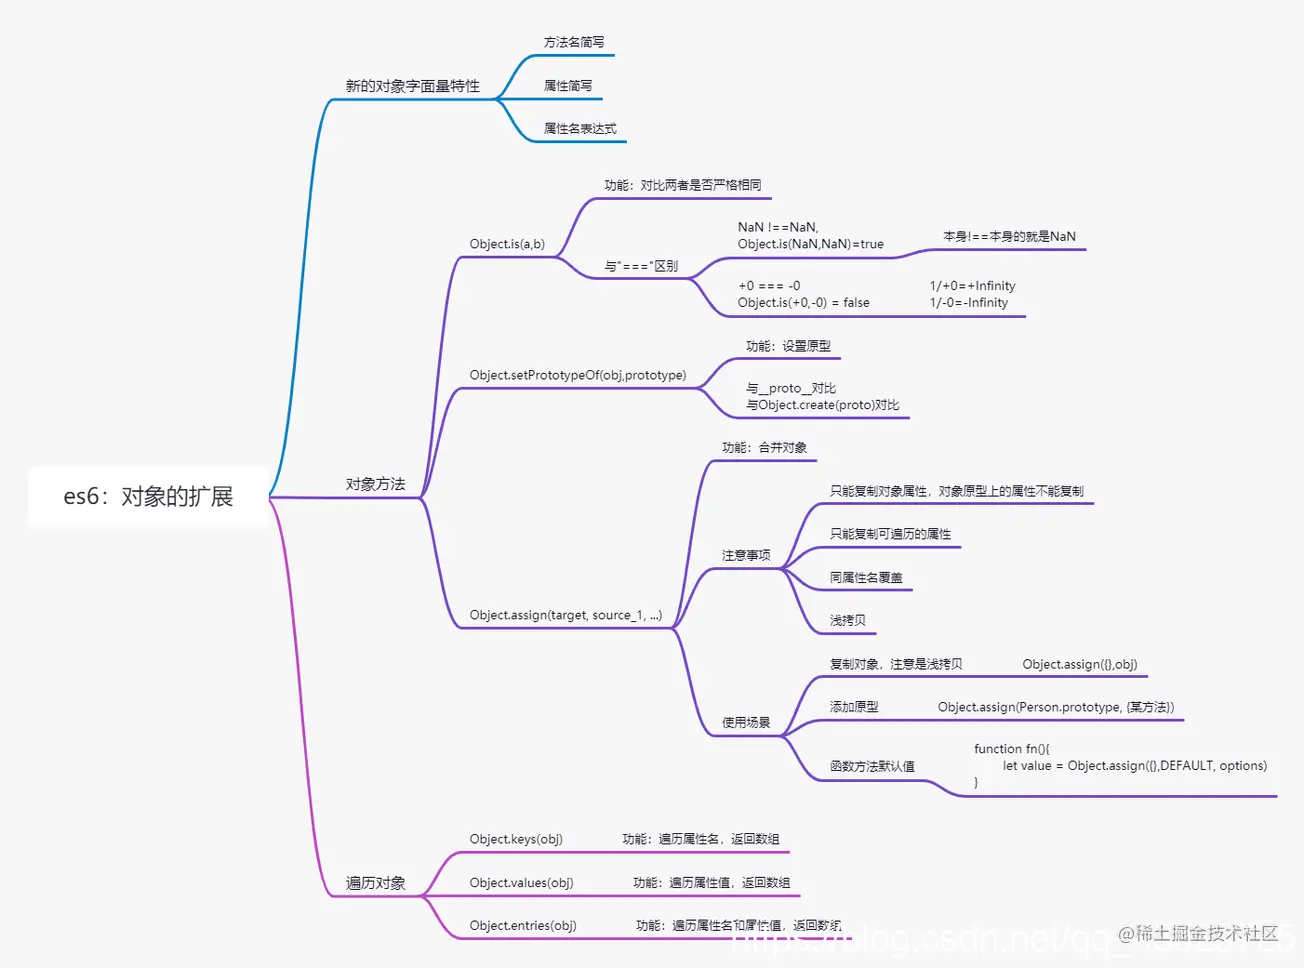 方法名简写
新的对象字面量特性
属性简写
属性名表达式
功能：对比两者是否严格相同
Object.is(a,b)
NaN !==NaN,
Object.is(NaN,NaN)=true
本身!==本身的就是NaN
与"==="区别
+0 === -0 1/+0=+Infinity
Object.is(+0,-0) = false 1/-0=-Infinity
功能：设置原型
Object.setPrototypeOf(obj,prototype)
与__proto__对比
与Object.create(proto)对比
es6：对象的扩展
对象方法
功能：合并对象
只能复制对象属性，对象原型上的属性不能复制
只能复制可遍历的属性
注意事项
同属性名覆盖
浅拷贝
Object.assign(target, source_1, ...)
复制对象，注意是浅拷贝 Object.assign({},obj)
添加原型 Object.assign(Person.prototype, {某方法})
使用场景
函数方法默认值
function fn(){
let value = Object.assign({},DEFAULT, options)
}
Object.keys(obj) 功能：遍历属性名，返回数组
遍历对象
Object.values(obj) 功能：遍历属性值，返回数组
Object.entries(obj) 功能：遍历属性名和属性值，返回数组
@稀土掘金技术社区